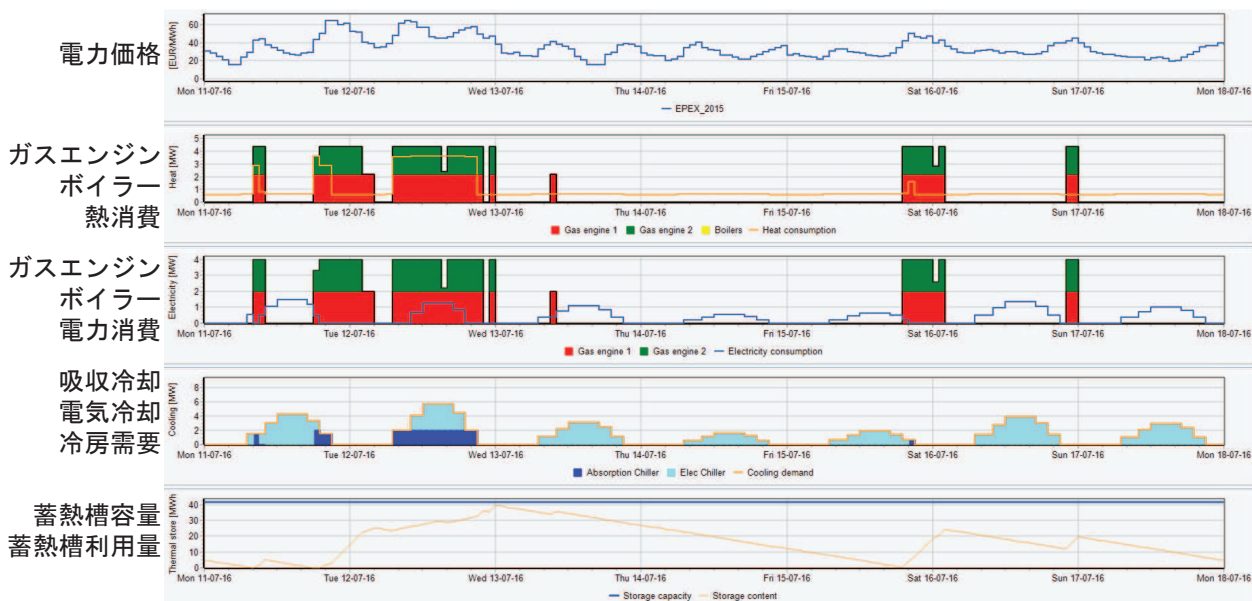 電力価格
[EUR/MWh]
60
40
20
0
Mon 11-07-16 Tue 12-07-16 Wed 13-07-16 Thu 14-07-16 Fri 15-07-16 Sat 16-07-16 Sun 17-07-16 Mon 18-07-16
EPEX_2015
ガスエンジン
ボイラー
熱消費
Heat [MW]
5
4
3
2
1
0
Mon 11-07-16 Tue 12-07-16 Wed 13-07-16 Thu 14-07-16 Fri 15-07-16 Sat 16-07-16 Sun 17-07-16 Mon 18-07-16
Gas engine 1 Gas engine 2 Boilers Heat consumption
ガスエンジン
ボイラー
電力消費
Electricity [MW]
4
3
2
1
0
Mon 11-07-16 Tue 12-07-16 Wed 13-07-16 Thu 14-07-16 Fri 15-07-16 Sat 16-07-16 Sun 17-07-16 Mon 18-07-16
Gas engine 1 Gas engine 2 Electricity consumption
吸収冷却
電気冷却
冷房需要
Cooling [MW]
8
6
4
2
0
Mon 11-07-16 Tue 12-07-16 Wed 13-07-16 Thu 14-07-16 Fri 15-07-16 Sat 16-07-16 Sun 17-07-16 Mon 18-07-16
Absorption Chiller Elec Chiller Cooling demand
蓄熱槽容量
蓄熱槽利用量
Thermal store [MWh
40
30
20
10
0
Mon 11-07-16 Tue 12-07-16 Wed 13-07-16 Thu 14-07-16 Fri 15-07-16 Sat 16-07-16 Sun 17-07-16 Mon 18-07-16
Storage capacity Storage content